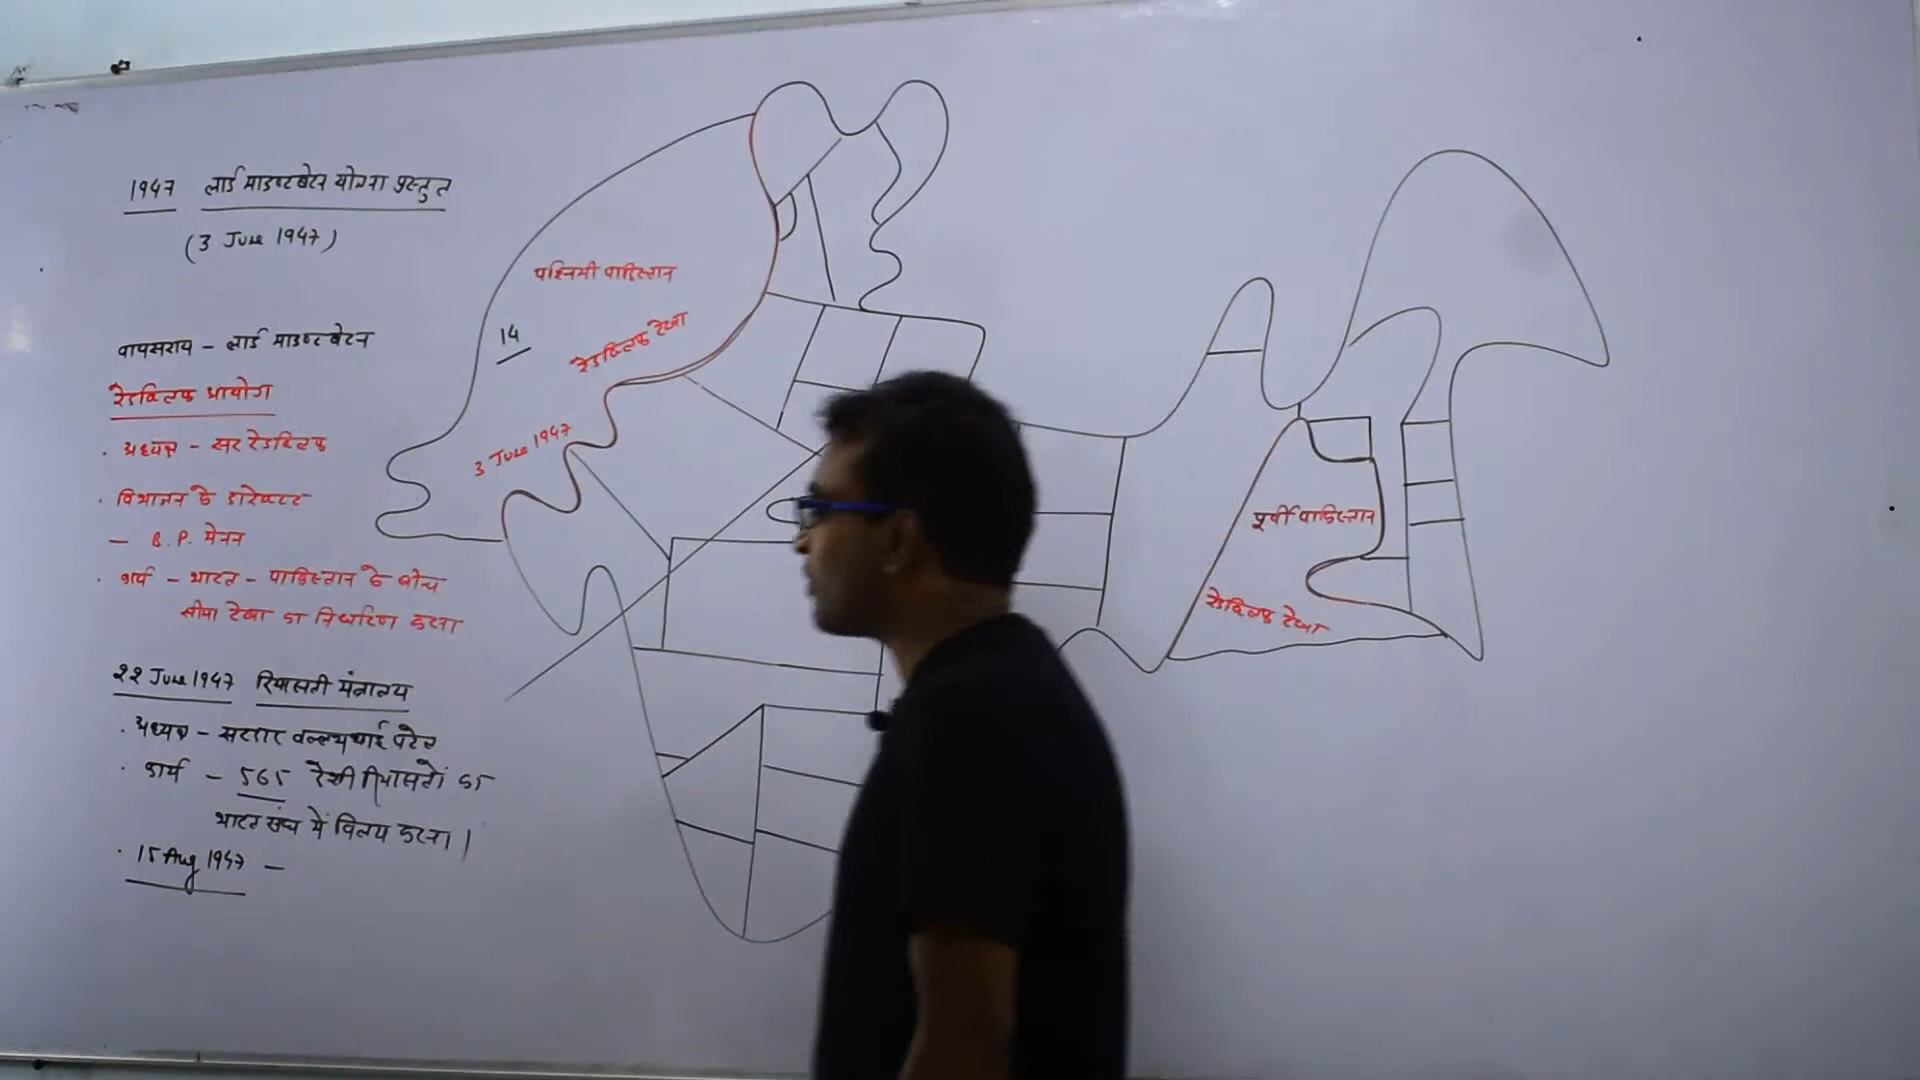 1947 लार्ड माउण्टबेटन योजना प्रस्तुत
(3 June 1947)
वायसराय - लार्ड माउण्टबेटन
रेडक्लिफ आयोग
· अध्यक्ष - सर रेडक्लिफ
· विभाजन के डारेक्टर
- B. P. मेनन
· कार्य - भारत - पाकिस्तान के बीच
सीमा रेखा का निर्धारण करना
22 June 1947 रियासती मंत्रालय
· अध्यक्ष - सरदार वल्लभभाई पटेल
· कार्य - 565 देशी रियासतों का
भारत संघ में विलय करना।
· 15 Aug 1947 -
पश्चिमी पाकिस्तान
14
रेडक्लिफ रेखा
3 June 1947
पूर्वी पाकिस्तान
रेडक्लिफ रेखा